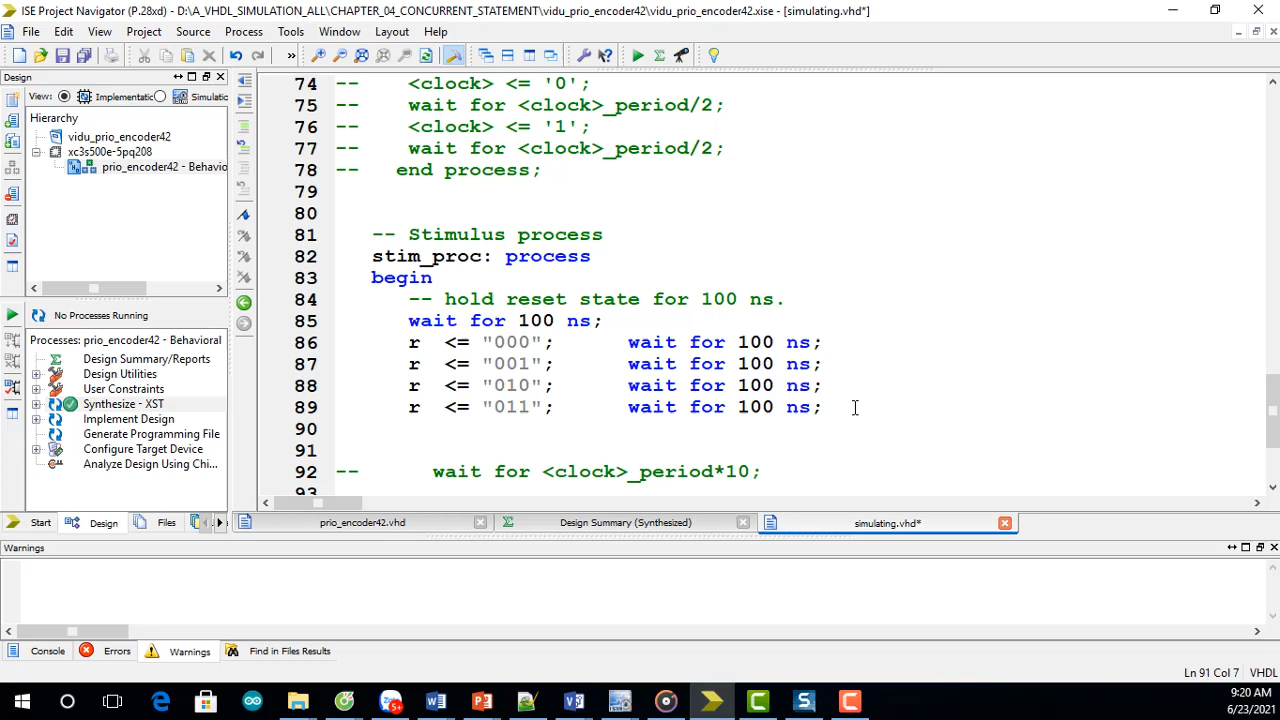 ISE Project Navigator (P.28xd) - D:\A_VHDL_SIMULATION_ALL\CHAPTER_04_CONCURRENT_STATEMENT\vidu_prio_encoder42\vidu_prio_encoder42.xise - [simulating.vhd*]
File Edit View Project Source Process Tools Window Layout Help
Design
View: Implementatic Simulatic
Hierarchy
vidu_prio_encoder42
xc3s500e-5pq208
prio_encoder42 - Behavio
No Processes Running
Processes: prio_encoder42 - Behavioral
Design Summary/Reports
Design Utilities
User Constraints
Synthesize - XST
Implement Design
Generate Programming File
Configure Target Device
Analyze Design Using Chi...
Start Design Files
74 -- <clock> <= '0';
75 -- wait for <clock>_period/2;
76 -- <clock> <= '1';
77 -- wait for <clock>_period/2;
78 -- end process;
79
80
81 -- Stimulus process
82 stim_proc: process
83 begin
84 -- hold reset state for 100 ns.
85 wait for 100 ns;
86 r <= "000"; wait for 100 ns;
87 r <= "001"; wait for 100 ns;
88 r <= "010"; wait for 100 ns;
89 r <= "011"; wait for 100 ns;
90
91
92 -- wait for <clock>_period*10;
93
prio_encoder42.vhd Design Summary (Synthesized) simulating.vhd*
Warnings
Console Errors Warnings Find in Files Results
Ln 91 Col 7 VHDL
9:20 AM
6/23/2021